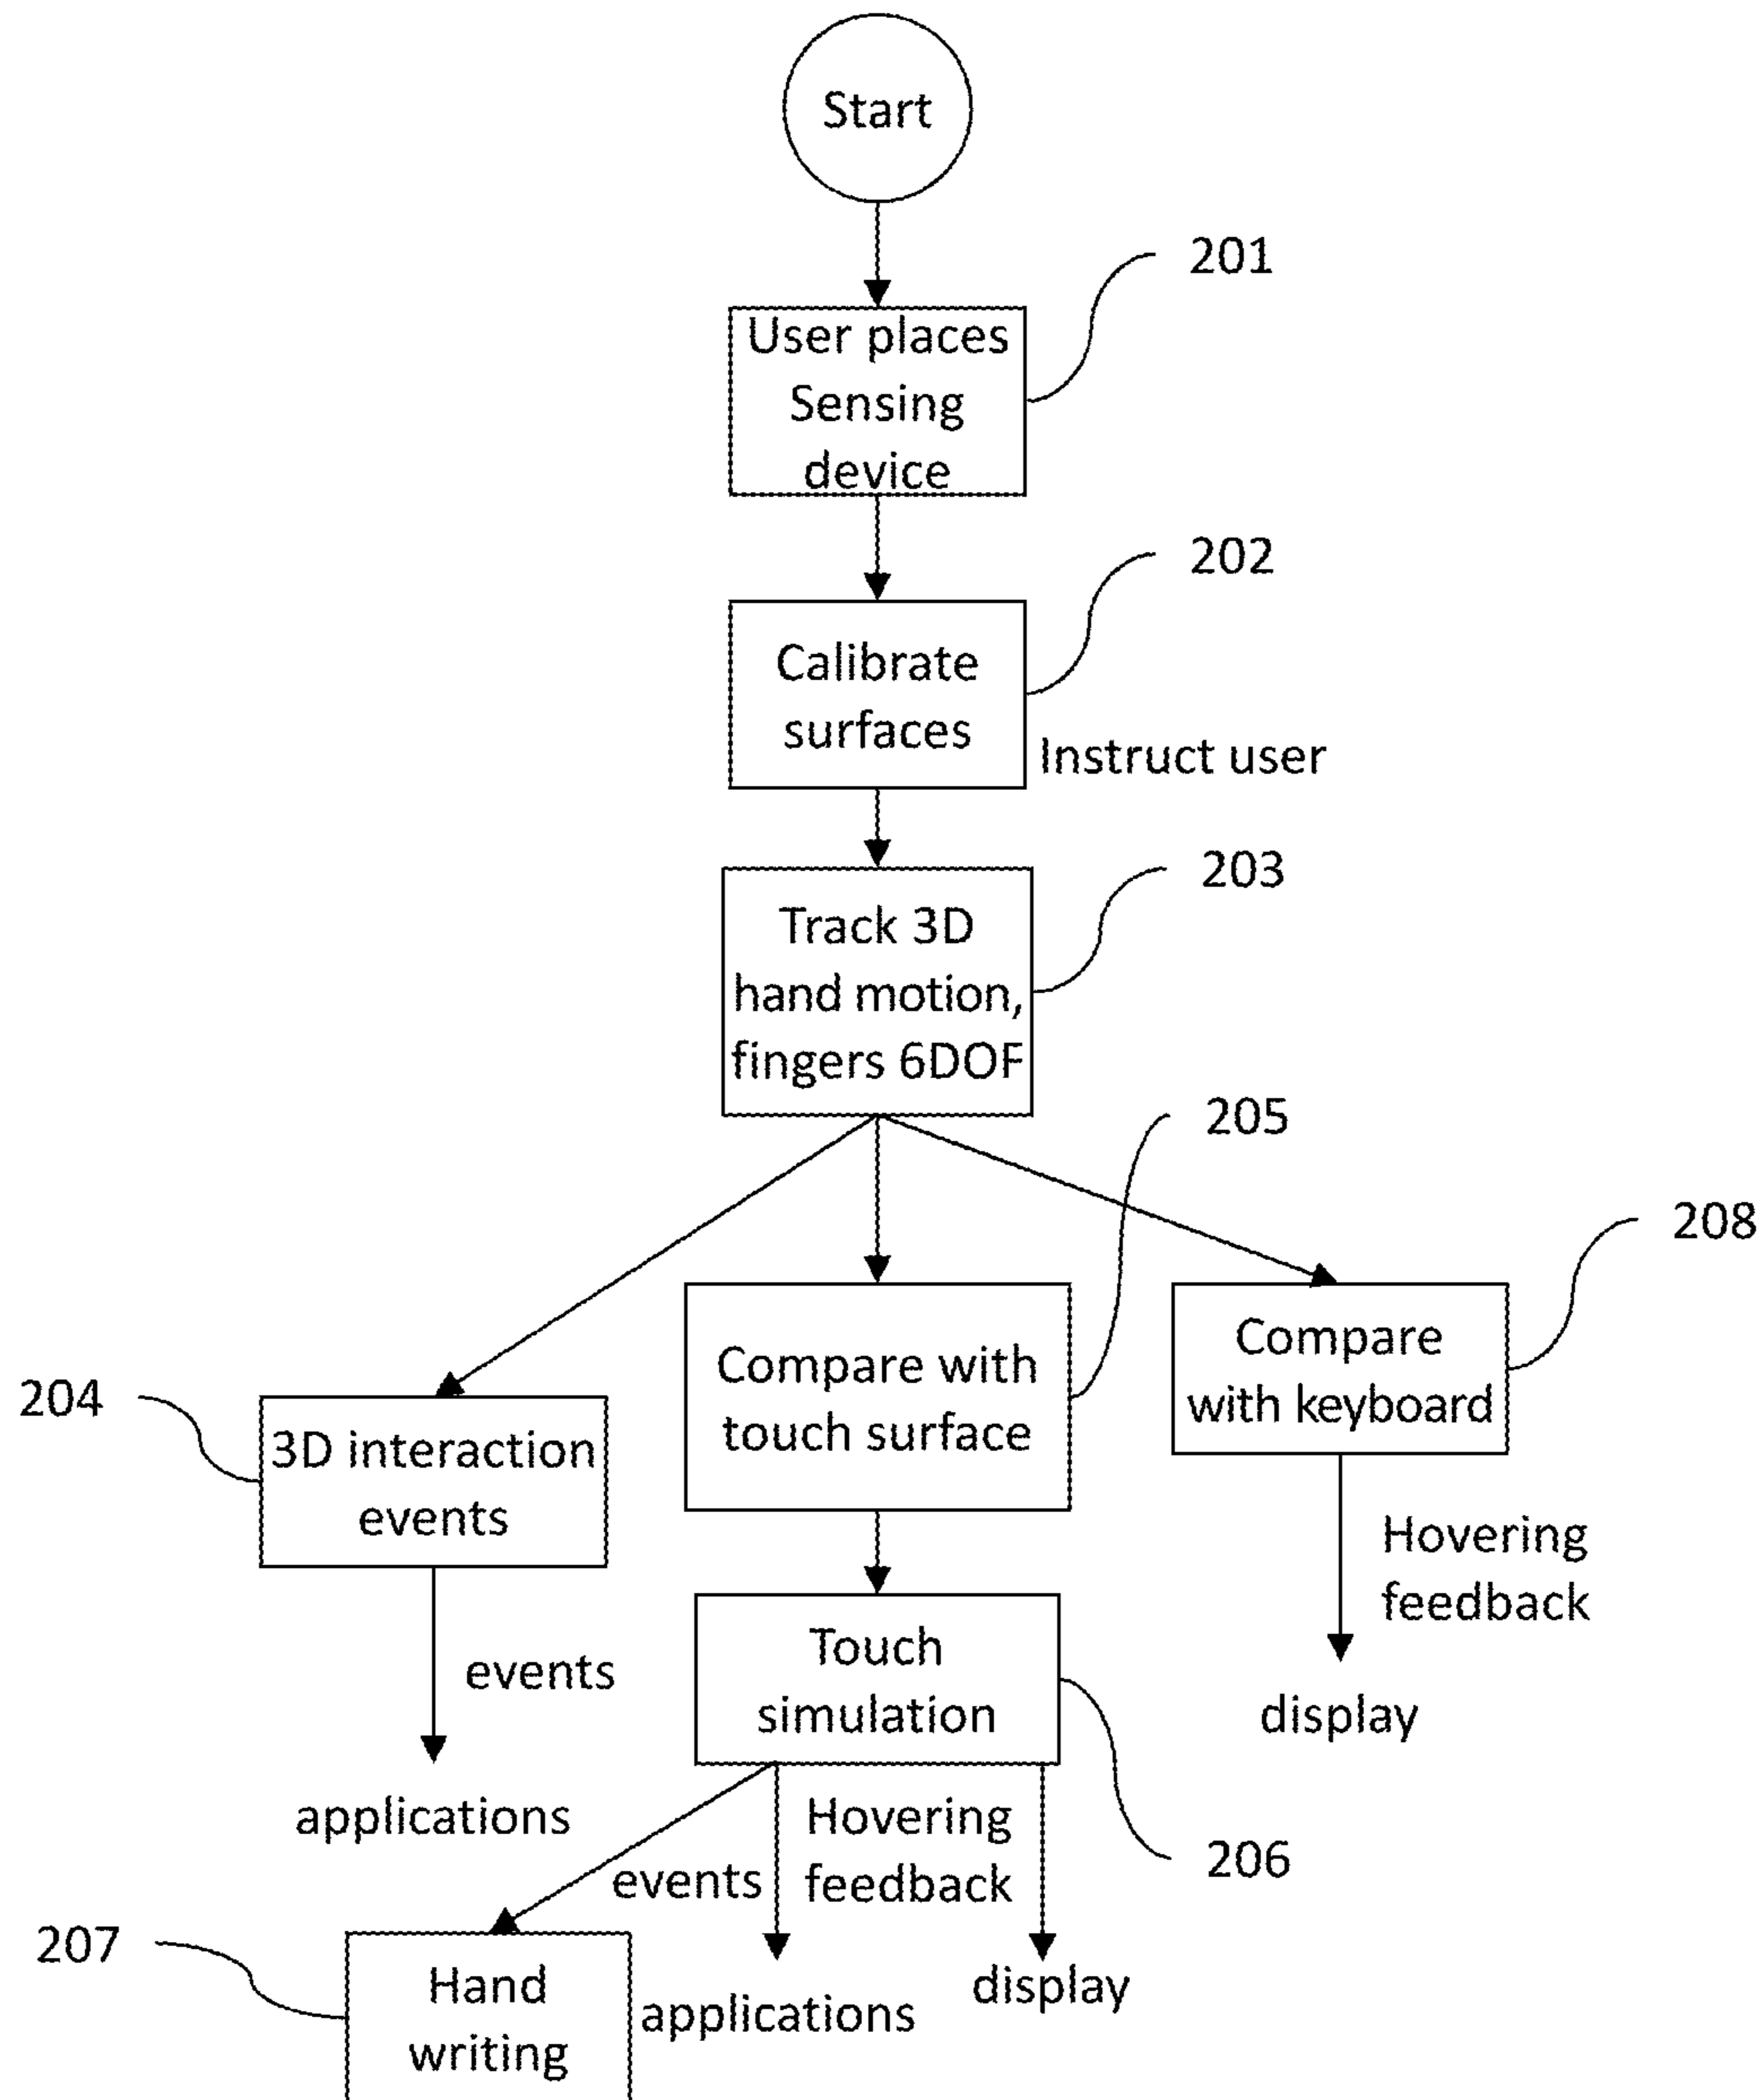 Start
201
User places
Sensing
device
202
Calibrate
surfaces
Instruct user
203
Track 3D
hand motion,
fingers 6DOF
205
208
Compare
with keyboard
Compare with
touch surface
204
3D interaction
events
Hovering
feedback
Touch
simulation
events
display
applications
Hovering
feedback
events
206
207
Hand
writing
applications
display